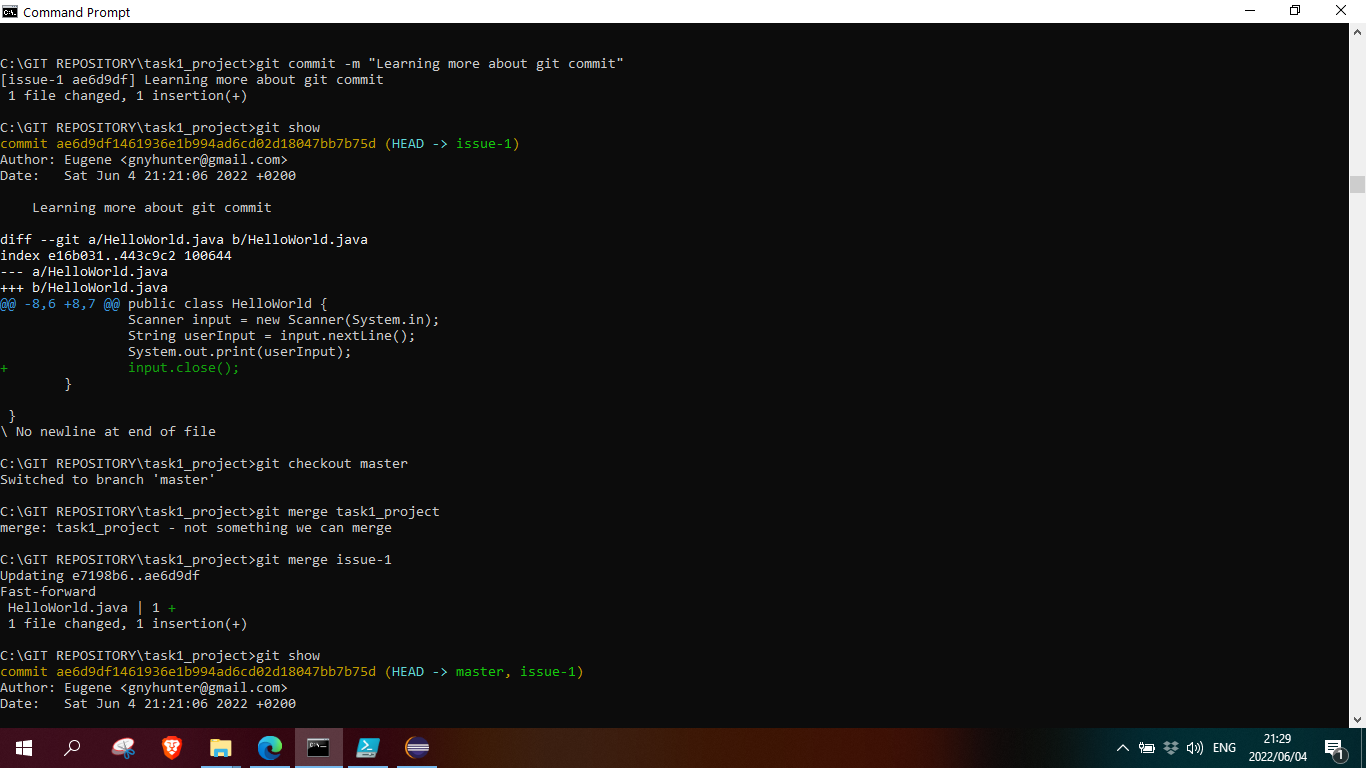 Command Prompt
C:\GIT REPOSITORY\task1_project>git commit -m "Learning more about git commit"
[issue-1 ae6d9df] Learning more about git commit
 1 file changed, 1 insertion(+)
C:\GIT REPOSITORY\task1_project>git show
commit ae6d9df1461936e1b994ad6cd02d18047bb7b75d (HEAD -> issue-1)
Author: Eugene <gnyhunter@gmail.com>
Date:   Sat Jun 4 21:21:06 2022 +0200
    Learning more about git commit
diff --git a/HelloWorld.java b/HelloWorld.java
index e16b031..443c9c2 100644
--- a/HelloWorld.java
+++ b/HelloWorld.java
@@ -8,6 +8,7 @@ public class HelloWorld {
                Scanner input = new Scanner(System.in);
                String userInput = input.nextLine();
                System.out.print(userInput);
+               input.close();
        }
 }
\ No newline at end of file
C:\GIT REPOSITORY\task1_project>git checkout master
Switched to branch 'master'
C:\GIT REPOSITORY\task1_project>git merge task1_project
merge: task1_project - not something we can merge
C:\GIT REPOSITORY\task1_project>git merge issue-1
Updating e7198b6..ae6d9df
Fast-forward
 HelloWorld.java | 1 +
 1 file changed, 1 insertion(+)
C:\GIT REPOSITORY\task1_project>git show
commit ae6d9df1461936e1b994ad6cd02d18047bb7b75d (HEAD -> master, issue-1)
Author: Eugene <gnyhunter@gmail.com>
Date:   Sat Jun 4 21:21:06 2022 +0200
ENG
21:29
2022/06/04
1